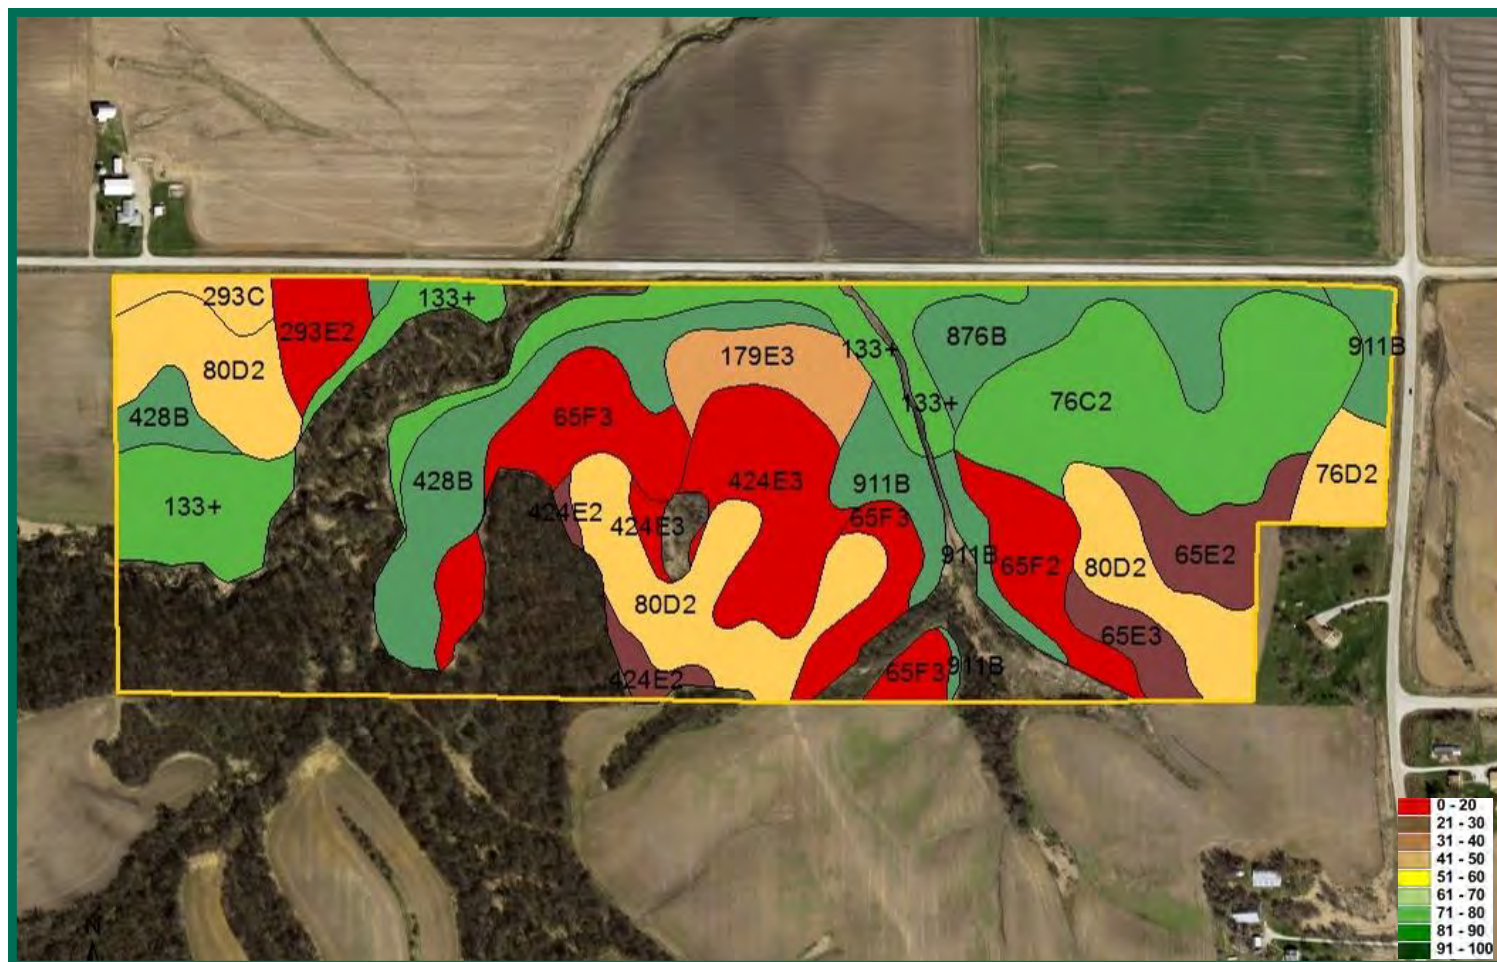 293C
133+
293E2
876B
133+
911B
179E3
80D2
133+
76C2
428B
65F3
76D2
428B
424E3
911B
133+
424E2
424E3
65F3
911B
65F2
65E2
80D2
80D2
65E3
424E2
65F3
911B
N
0 - 20
21 - 30
31 - 40
41 - 50
51 - 60
61 - 70
71 - 80
81 - 90
91 - 100